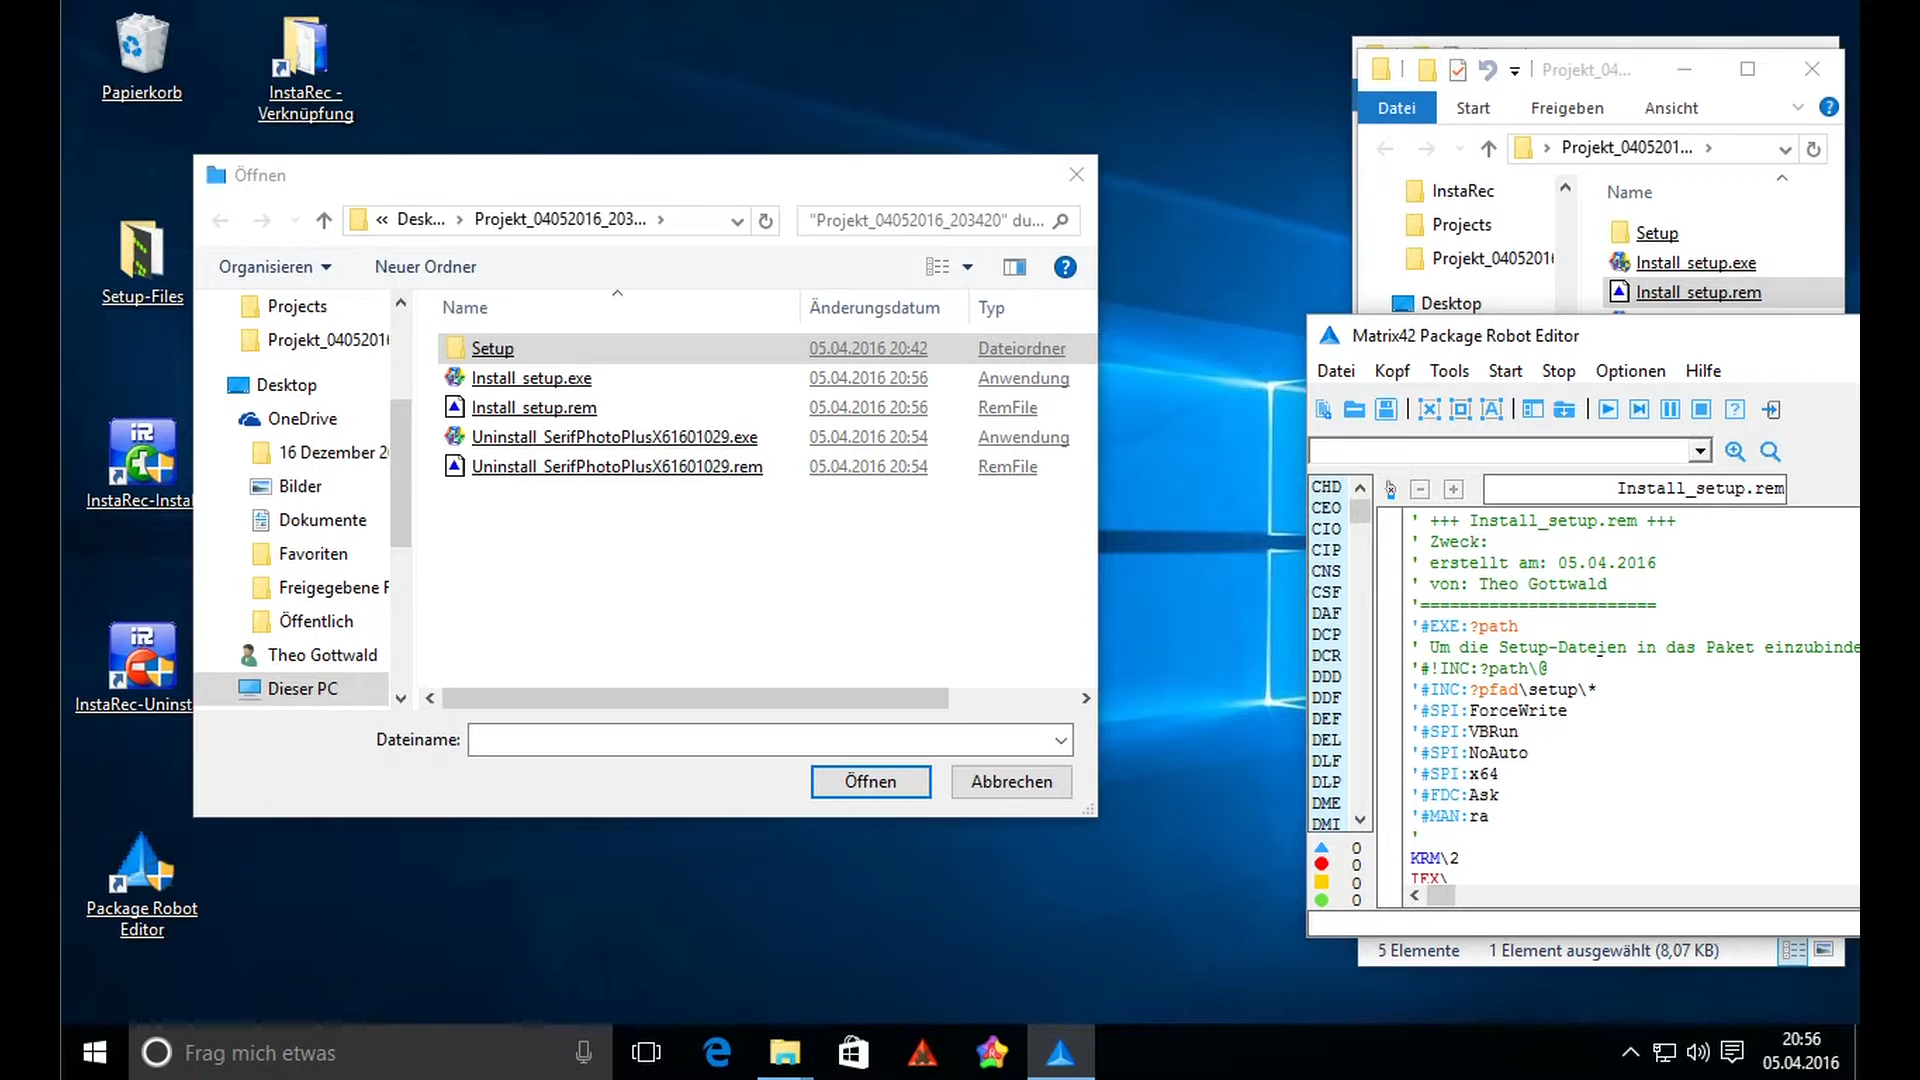 Papierkorb
InstaRec -
Verknüpfung
Setup-Files
InstaRec-Instal
InstaRec-Uninst
Package Robot
Editor
Öffnen
« Desk... > Projekt_04052016_203... >
"Projekt_04052016_203420" du...
Organisieren
Neuer Ordner
Projects
Projekt_0405201
Desktop
OneDrive
16 Dezember 2
Bilder
Dokumente
Favoriten
Freigegebene F
Öffentlich
Theo Gottwald
Dieser PC
Name Änderungsdatum Typ
Setup 05.04.2016 20:42 Dateiordner
Install_setup.exe 05.04.2016 20:56 Anwendung
Install_setup.rem 05.04.2016 20:56 RemFile
Uninstall_SerifPhotoPlusX61601029.exe 05.04.2016 20:54 Anwendung
Uninstall_SerifPhotoPlusX61601029.rem 05.04.2016 20:54 RemFile
Dateiname:
Öffnen Abbrechen
Projekt_04...
Datei Start Freigeben Ansicht
> Projekt_0405201... >
InstaRec
Projects
Projekt_0405201
Desktop
Name
Setup
Install_setup.exe
Install_setup.rem
Matrix42 Package Robot Editor
Datei Kopf Tools Start Stop Optionen Hilfe
Install_setup.rem
CHD
CEO
CIO
CIP
CNS
CSF
DAF
DCP
DCR
DDD
DDF
DEF
DEL
DLF
DLP
DME
DMI
0
0
0
0
' +++ Install_setup.rem +++
' Zweck:
' erstellt am: 05.04.2016
' von: Theo Gottwald
'========================
'#EXE:?path
' Um die Setup-Dateien in das Paket einzubinde
'#!INC:?path\@
'#INC:?pfad\setup\*
'#SPI:ForceWrite
'#SPI:VBRun
'#SPI:NoAuto
'#SPI:x64
'#FDC:Ask
'#MAN:ra
'
KRM\2
IEX\
5 Elemente 1 Element ausgewählt (8,07 KB)
Frag mich etwas
20:56
05.04.2016